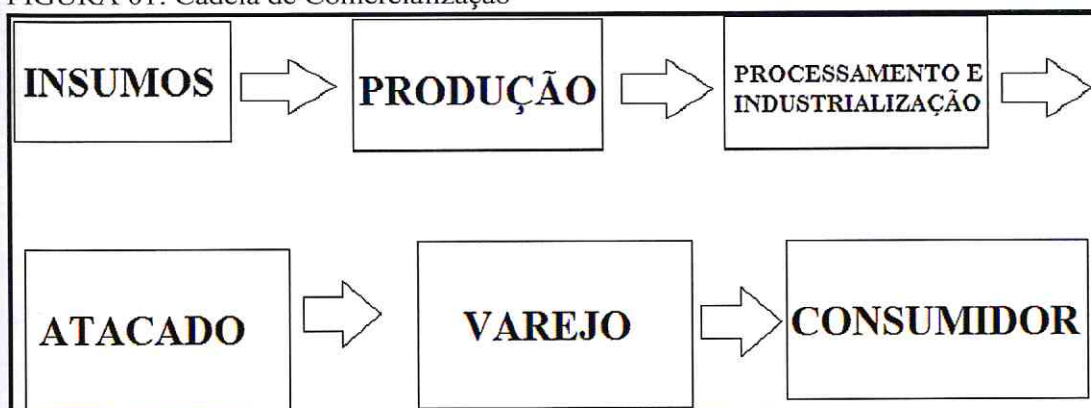 FIGURA 01: Cadeia de Comercialização
INSUMOS
PRODUÇÃO
PROCESSAMENTO E
INDUSTRIALIZAÇÃO
ATACADO
VAREJO
CONSUMIDOR